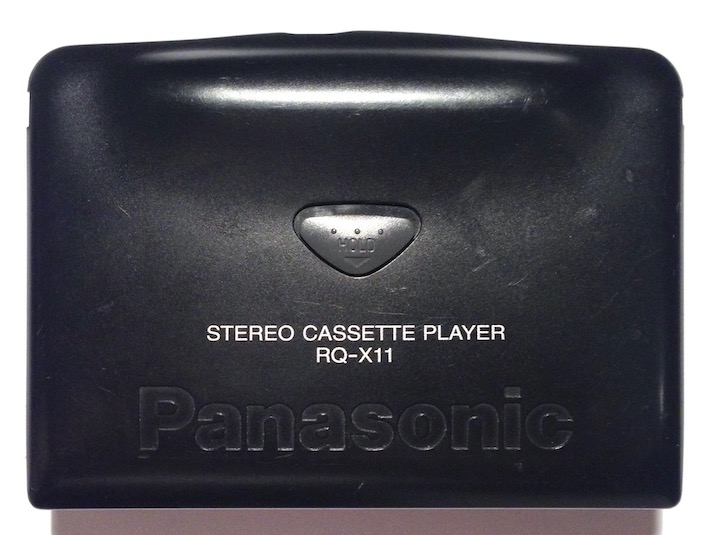 HOLD
STEREO CASSETTE PLAYER
RQ-X11
Panasonic